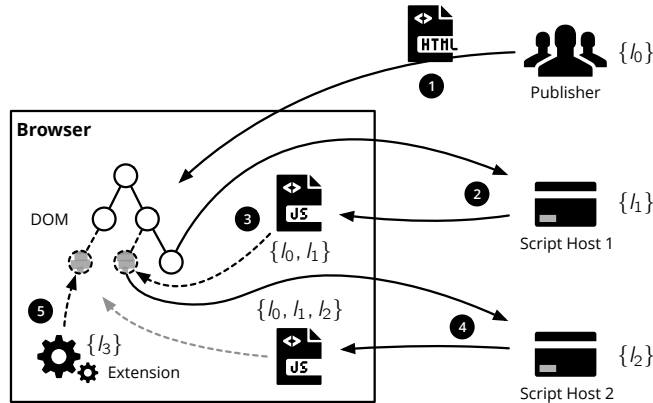 <> HTML
{l₀}
1
Publisher
Browser
2
<> JS
{l₁}
DOM
3
Script Host 1
{l₀, l₁}
{l₀, l₁, l₂}
5
4
{l₃}
<> JS
{l₂}
Extension
Script Host 2